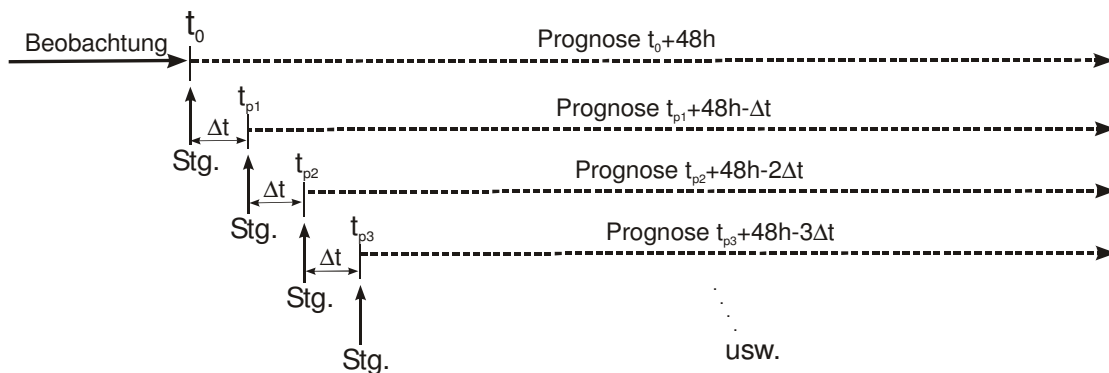 Beobachtung
t0
Prognose t0+48h
Δt
tp1
Prognose tp1+48h-Δt
Stg.
Δt
tp2
Prognose tp2+48h-2Δt
Stg.
Δt
tp3
Prognose tp3+48h-3Δt
Stg.
Stg.
usw.